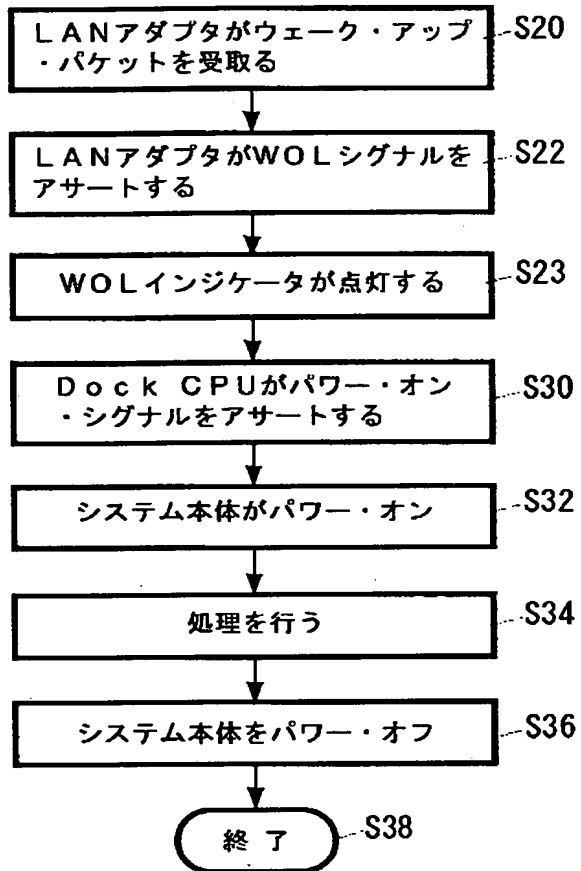 LANアダプタがウェーク・アップ
・パケットを受取る
S20
LANアダプタがWOLシグナルを
アサートする
S22
WOLインジケータが点灯する
S23
Dock CPUがパワー・オン
・シグナルをアサートする
S30
システム本体がパワー・オン
S32
処理を行う
S34
システム本体をパワー・オフ
S36
終了
S38